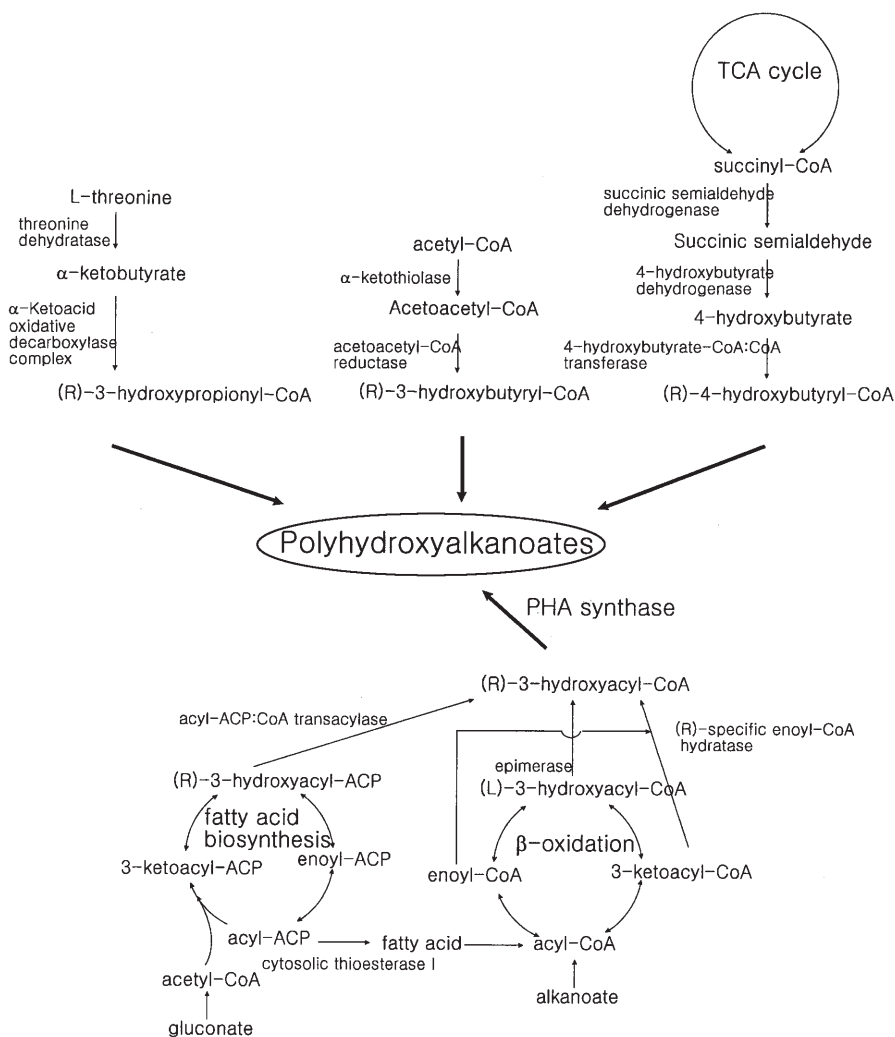 TCA cycle
succinyl-CoA
L-threonine
threonine
dehydratase
α-ketobutyrate
α-Ketoacid
oxidative
decarboxylase
complex
(R)-3-hydroxypropionyl-CoA
acetyl-CoA
α-ketothiolase
Acetoacetyl-CoA
acetoacetyl-CoA
reductase
(R)-3-hydroxybutyryl-CoA
succinic semialdehyde
dehydrogenase
Succinic semialdehyde
4-hydroxybutyrate
dehydrogenase
4-hydroxybutyrate
4-hydroxybutyrate-CoA:CoA
transferase
(R)-4-hydroxybutyryl-CoA
Polyhydroxyalkanoates
PHA synthase
(R)-3-hydroxyacyl-CoA
acyl-ACP:CoA transacylase
(R)-specific enoyl-CoA
hydratase
epimerase
(R)-3-hydroxyacyl-ACP
fatty acid
biosynthesis
3-ketoacyl-ACP
enoyl-ACP
acyl-ACP
(L)-3-hydroxyacyl-CoA
β-oxidation
enoyl-CoA
3-ketoacyl-CoA
fatty acid
acyl-CoA
cytosolic thioesterase I
acetyl-CoA
gluconate
alkanoate